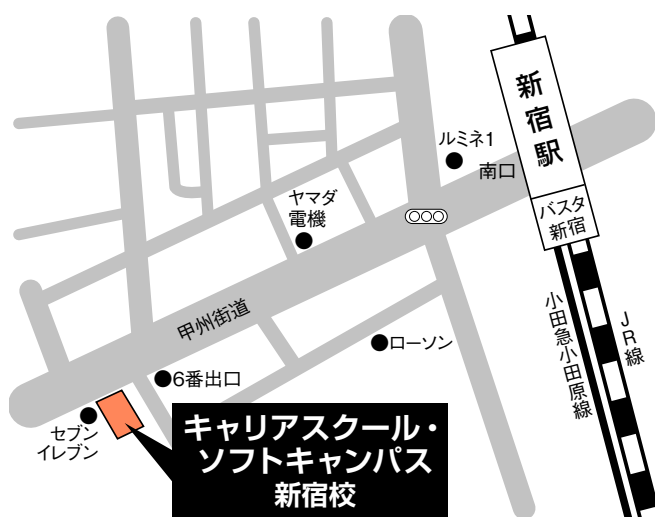 新宿駅
ルミネ1
南口
バスタ
新宿
ヤマダ
電機
甲州街道
小田急小田原線
JR線
ローソン
6番出口
セブン
イレブン
キャリアスクール・
ソフトキャンパス
新宿校